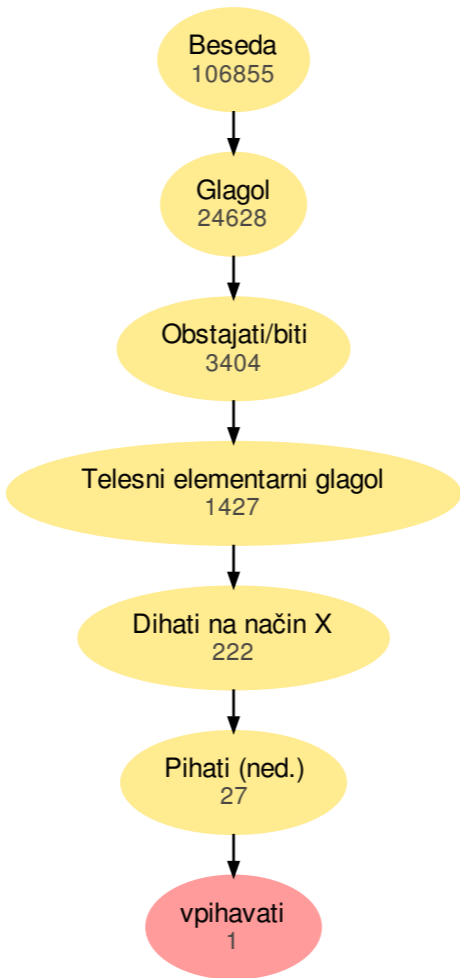 Beseda
106855
Glagol
24628
Obstajati/biti
3404
Telesni elementarni glagol
1427
Dihati na način X
222
Pihati (ned.)
27
vpihavati
1